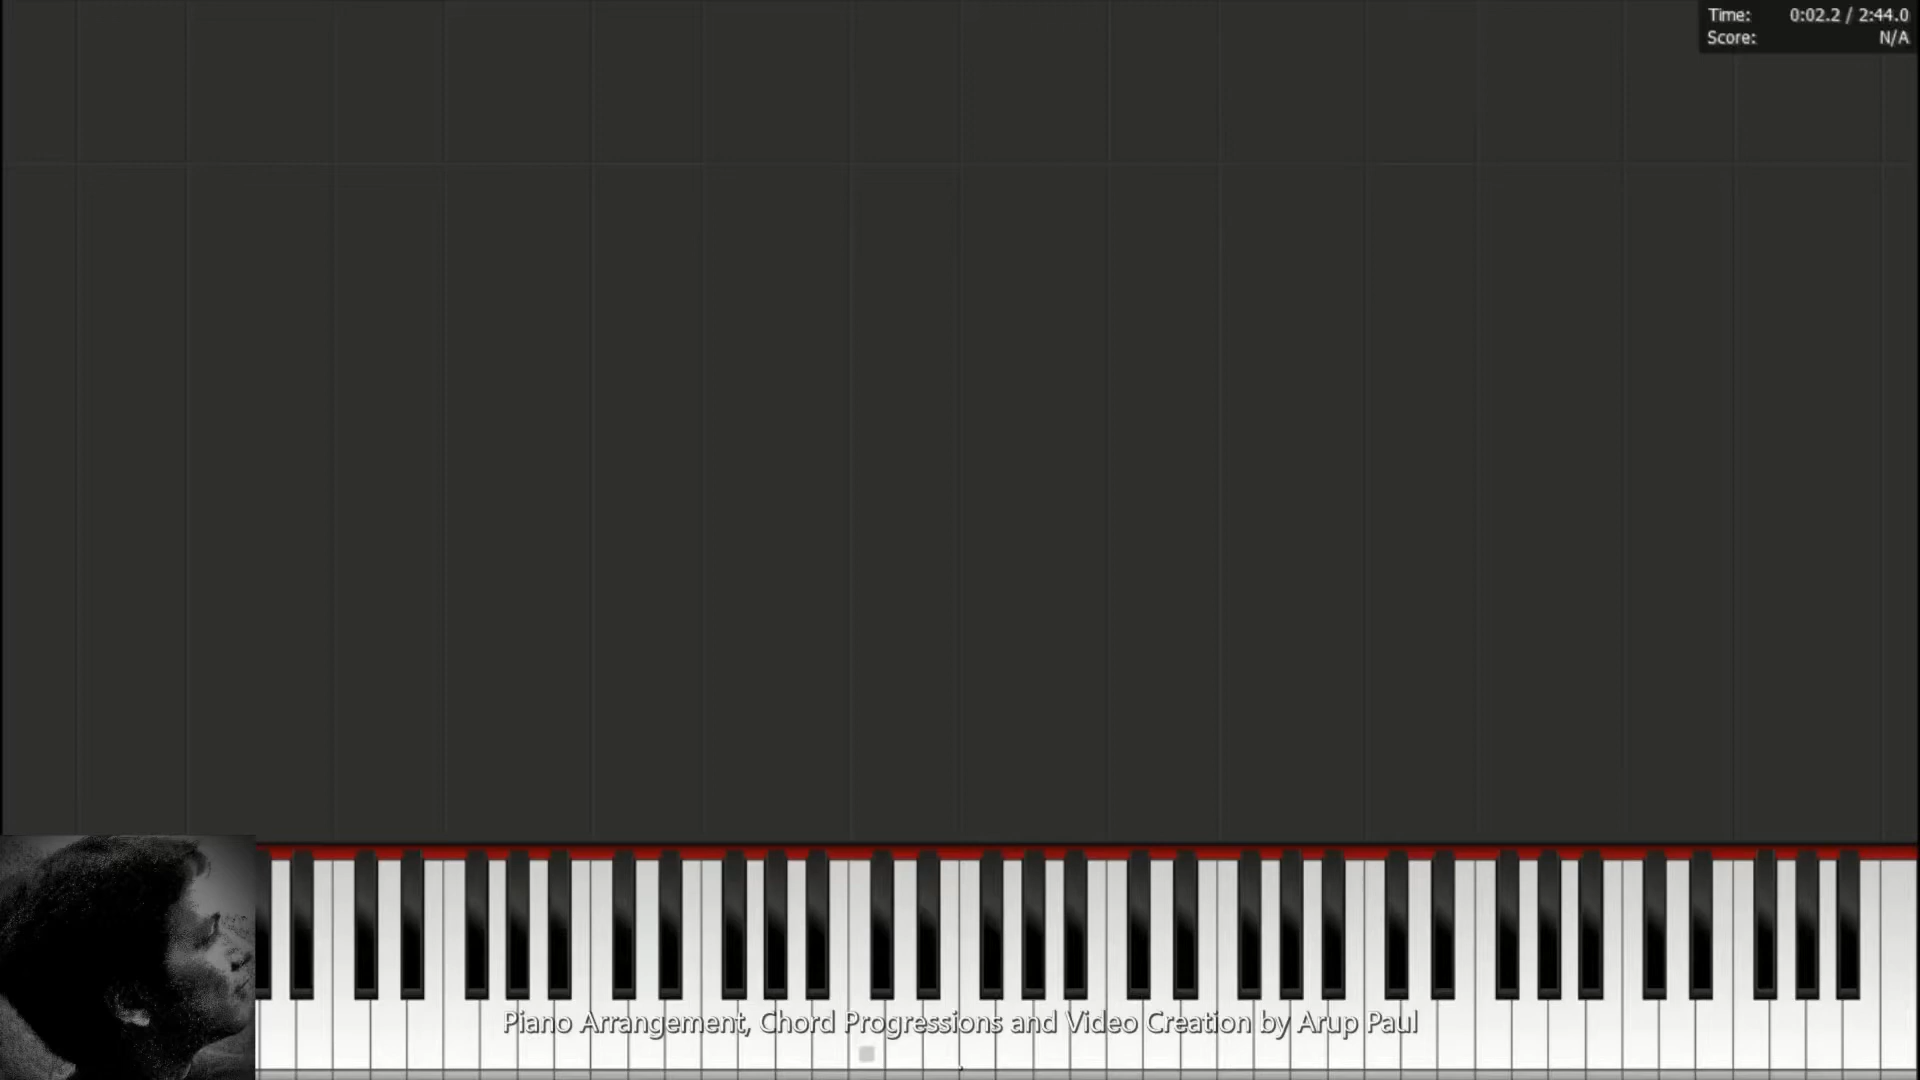 Time: 0:02.2 / 2:44.0
Score: N/A
Piano Arrangement, Chord Progressions and Video Creation by Arup Paul